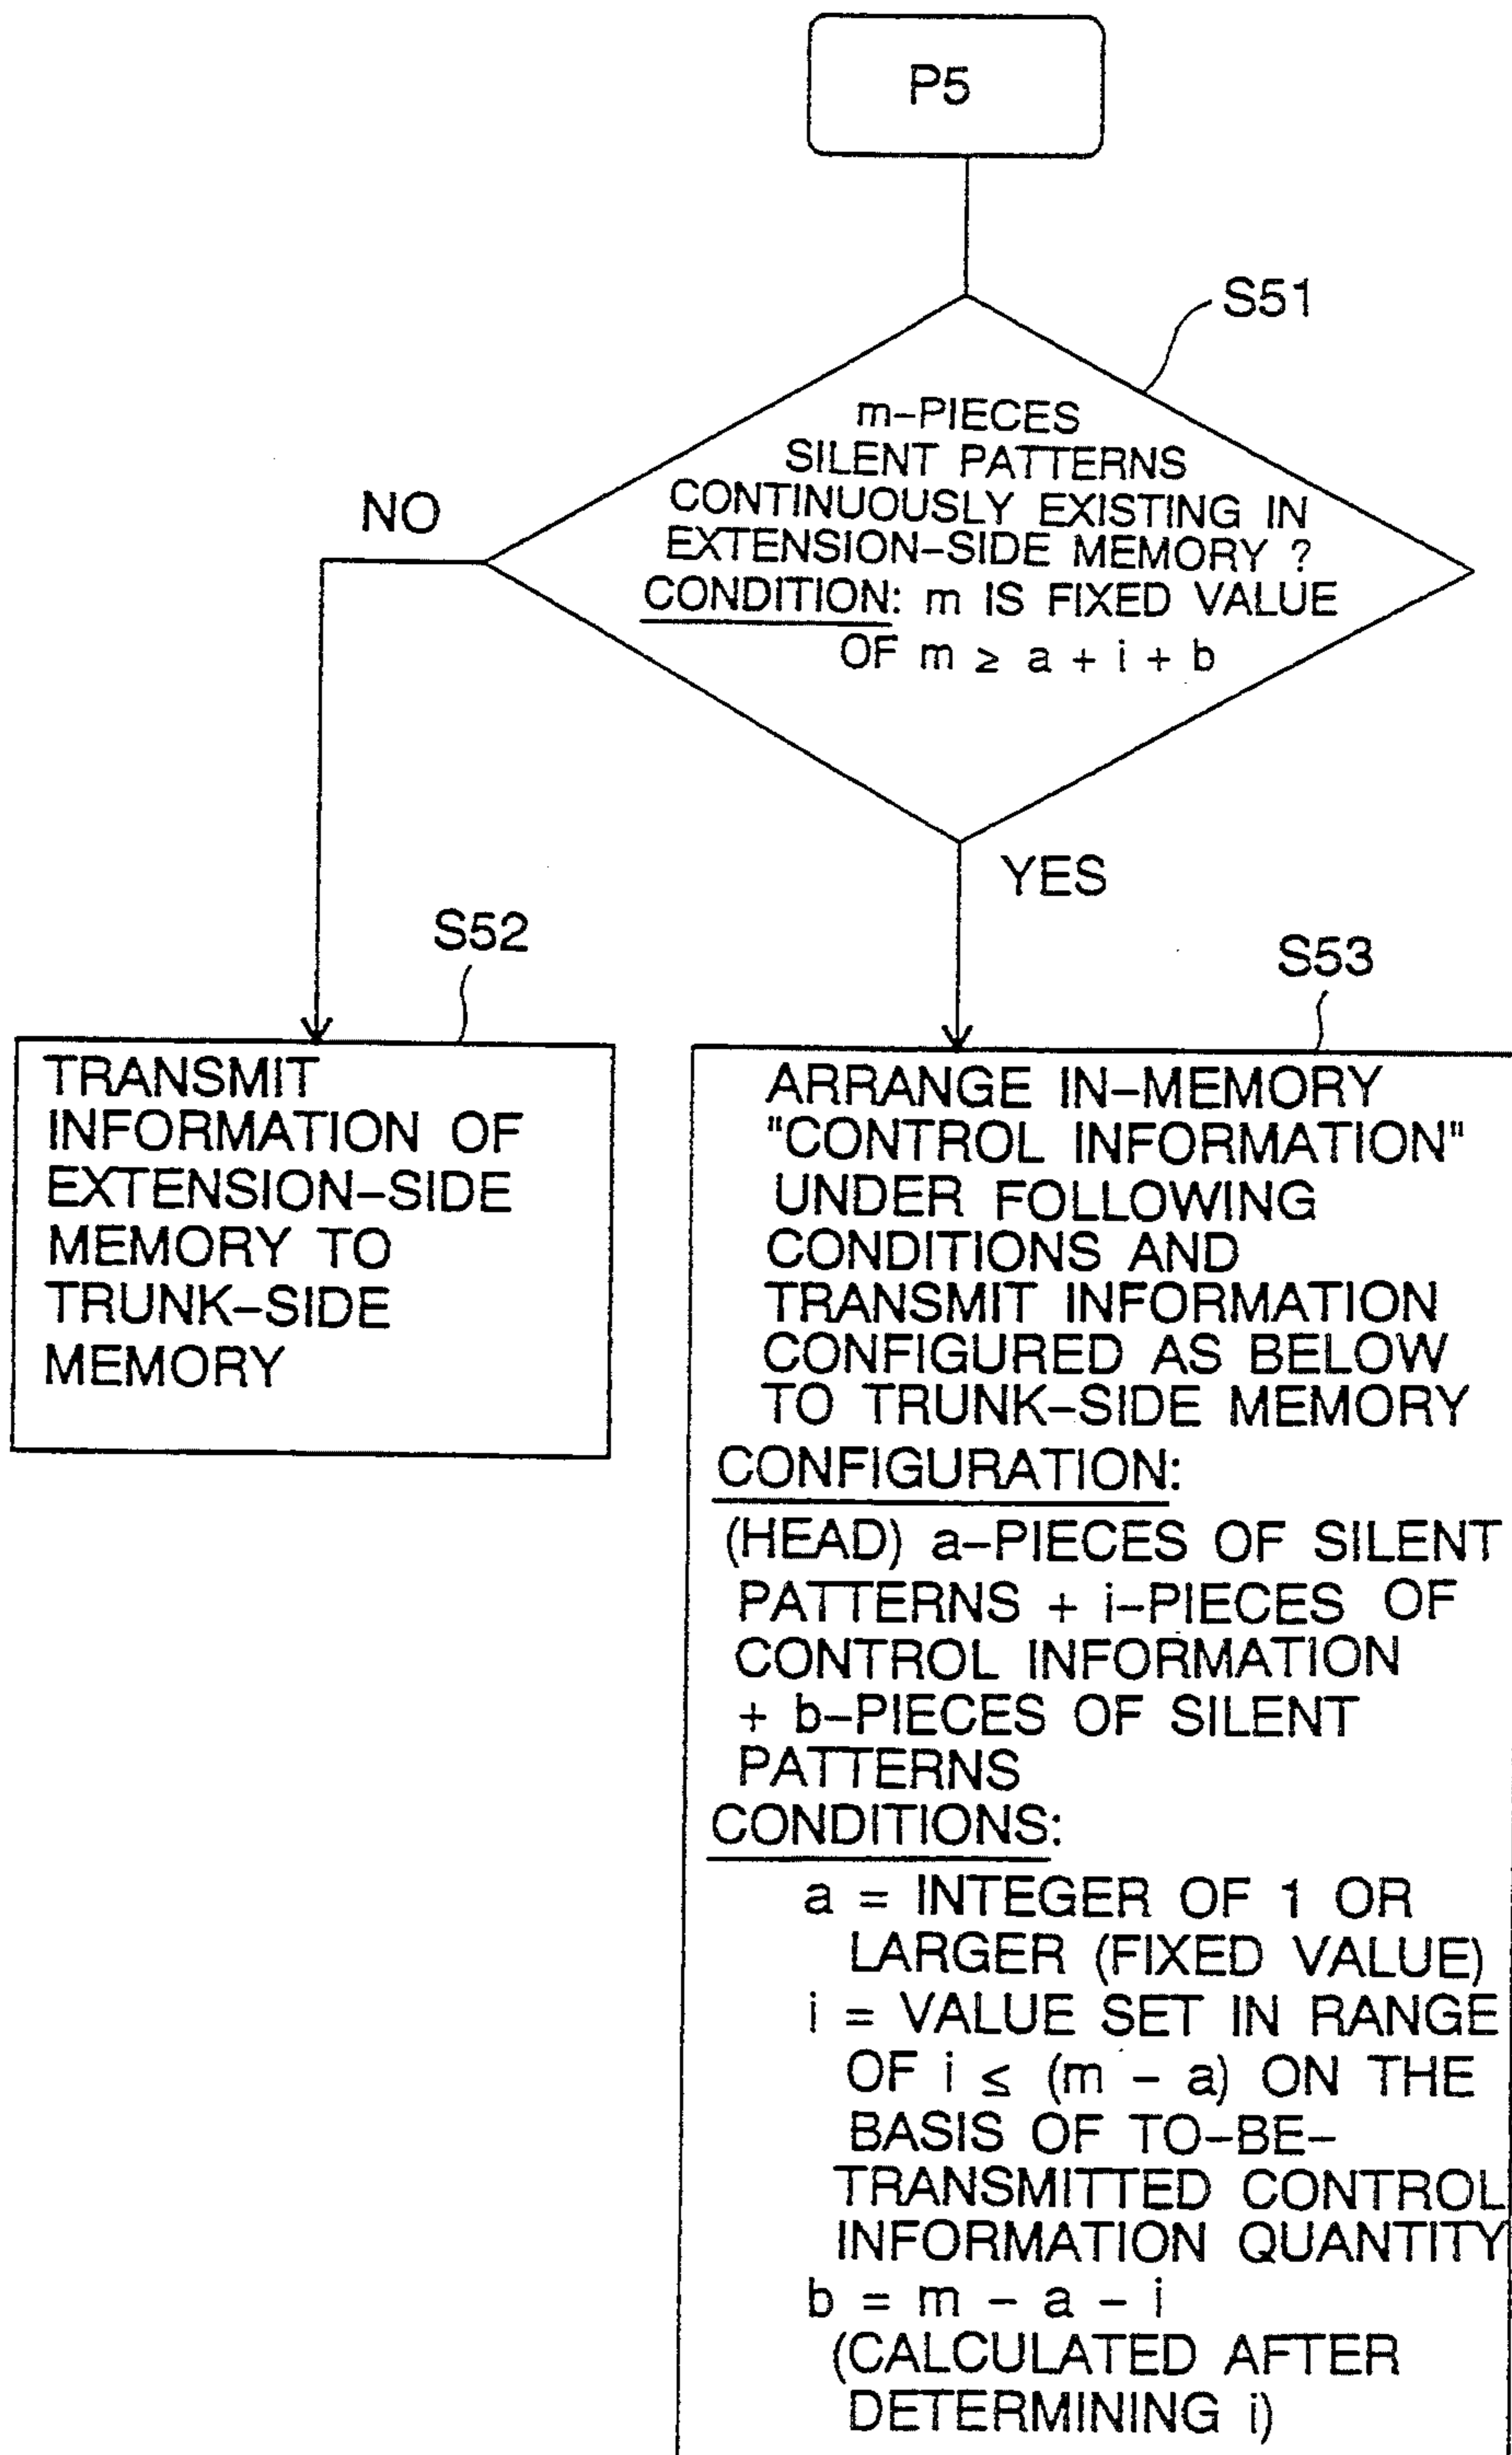 P5
S51
m-PIECES
SILENT PATTERNS
CONTINUOUSLY EXISTING IN
EXTENSION-SIDE MEMORY ?
CONDITION: m IS FIXED VALUE
OF m ≥ a + i + b
NO
YES
S52
TRANSMIT
INFORMATION OF
EXTENSION-SIDE
MEMORY TO
TRUNK-SIDE
MEMORY
S53
ARRANGE IN-MEMORY
"CONTROL INFORMATION"
UNDER FOLLOWING
CONDITIONS AND
TRANSMIT INFORMATION
CONFIGURED AS BELOW
TO TRUNK-SIDE MEMORY
CONFIGURATION:
(HEAD) a-PIECES OF SILENT
PATTERNS + i-PIECES OF
CONTROL INFORMATION
+ b-PIECES OF SILENT
PATTERNS
CONDITIONS:
a = INTEGER OF 1 OR
LARGER (FIXED VALUE)
i = VALUE SET IN RANGE
OF i ≤ (m - a) ON THE
BASIS OF TO-BE-
TRANSMITTED CONTROL
INFORMATION QUANTITY
b = m - a - i
(CALCULATED AFTER
DETERMINING i)